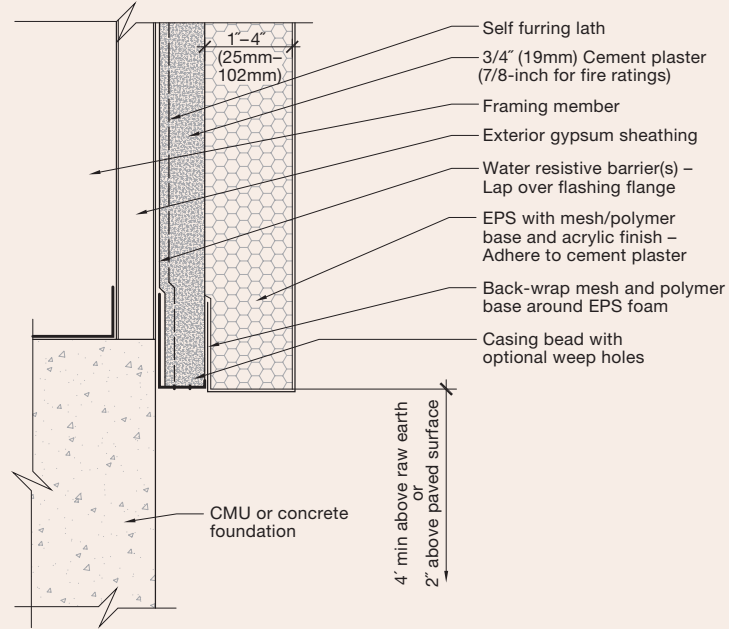 1″–4″
(25mm–
102mm)
Self furring lath
3/4″ (19mm) Cement plaster
(7/8-inch for fire ratings)
Framing member
Exterior gypsum sheathing
Water resistive barrier(s) –
Lap over flashing flange
EPS with mesh/polymer
base and acrylic finish –
Adhere to cement plaster
Back-wrap mesh and polymer
base around EPS foam
Casing bead with
optional weep holes
CMU or concrete
foundation
4′ min above raw earth
or
2″ above paved surface